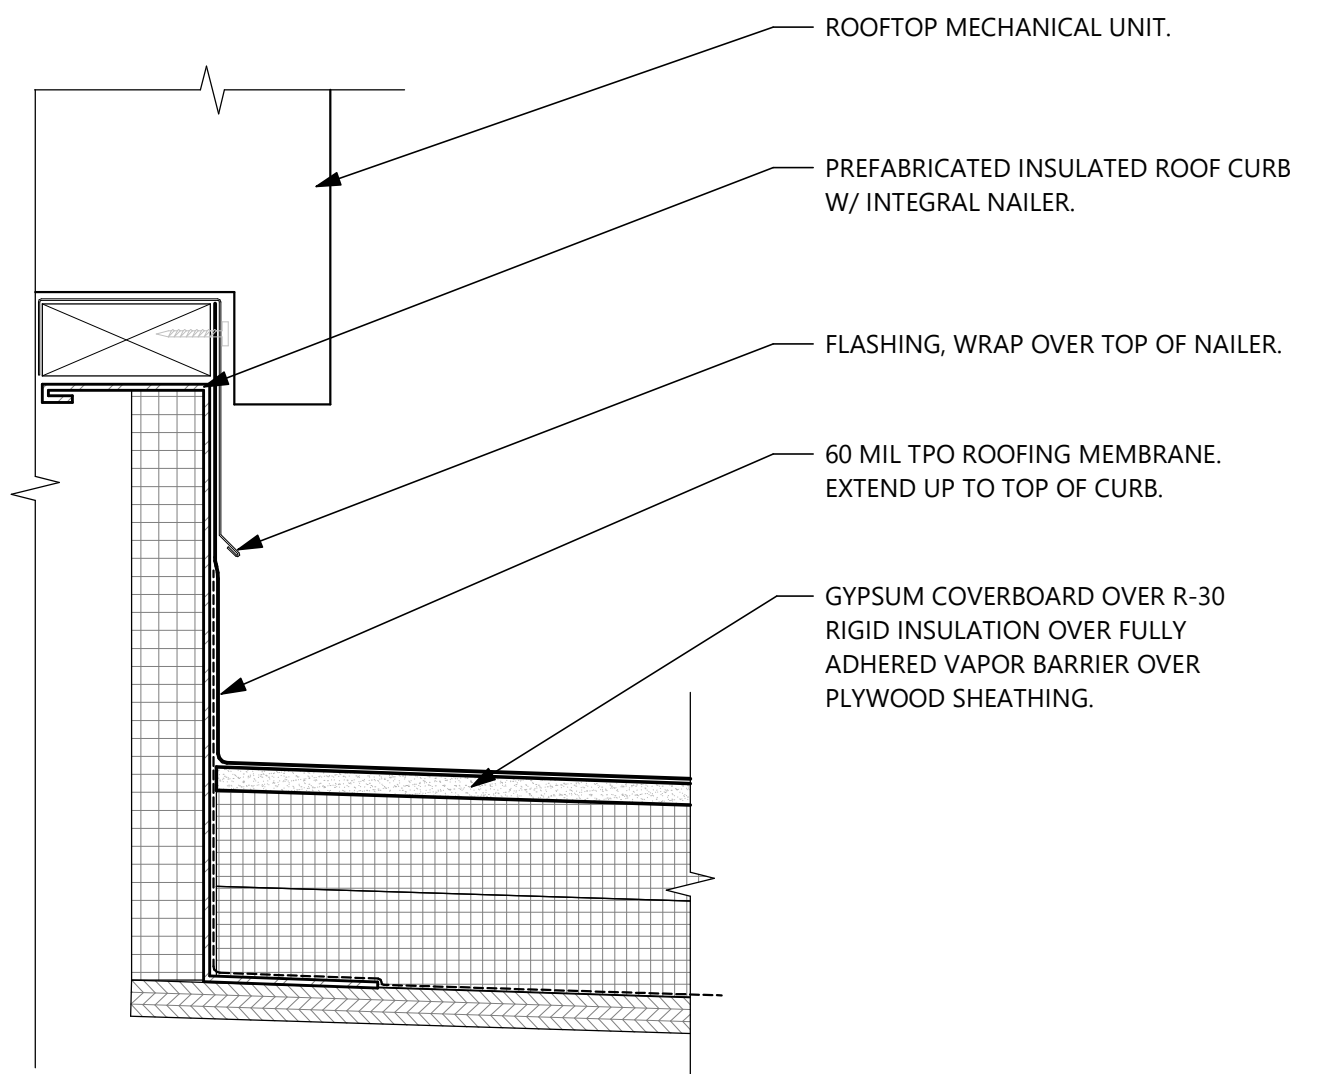 ROOFTOP MECHANICAL UNIT.
PREFABRICATED INSULATED ROOF CURB
W/ INTEGRAL NAILER.
FLASHING, WRAP OVER TOP OF NAILER.
60 MIL TPO ROOFING MEMBRANE.
EXTEND UP TO TOP OF CURB.
GYPSUM COVERBOARD OVER R-30
RIGID INSULATION OVER FULLY
ADHERED VAPOR BARRIER OVER
PLYWOOD SHEATHING.